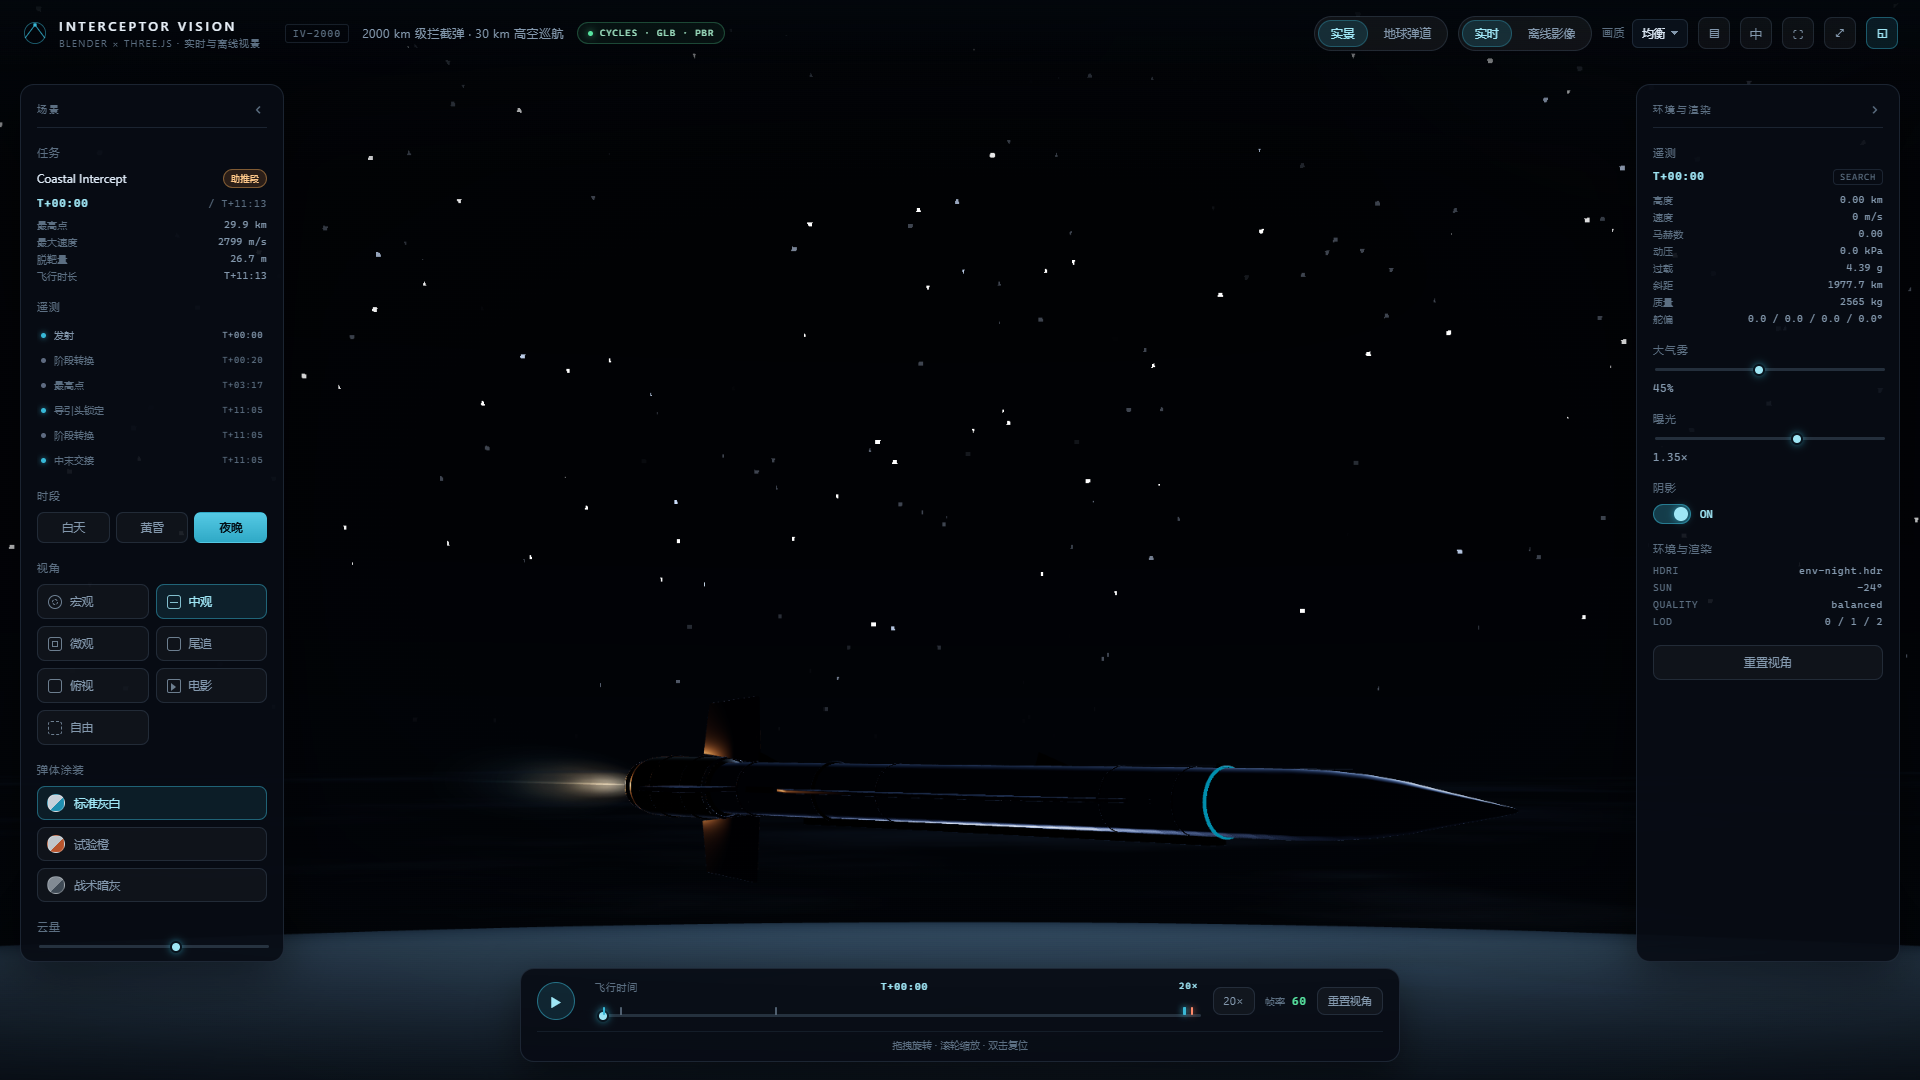 INTERCEPTOR VISION
BLENDER × THREE.JS · 实时与离线视景
IV-2000
2000 km 级拦截弹 · 30 km 高空巡航
CYCLES · GLB · PBR
实景
地球弹道
实时
离线影像
画质
均衡
中
场景
任务
Coastal Intercept
助推段
T+00:00
/ T+11:13
最高点
29.9 km
最大速度
2799 m/s
脱靶量
26.7 m
飞行时长
T+11:13
遥测
发射
T+00:00
阶段转换
T+00:20
最高点
T+03:17
导引头锁定
T+11:05
阶段转换
T+11:05
中末交接
T+11:05
时段
白天
黄昏
夜晚
视角
宏观
中观
微观
尾追
俯视
电影
自由
弹体涂装
标准灰白
试验橙
战术暗灰
云量
环境与渲染
遥测
T+00:00
SEARCH
高度
0.00 km
速度
0 m/s
马赫数
0.00
动压
0.0 kPa
过载
4.39 g
斜距
1977.7 km
质量
2565 kg
舵偏
0.0 / 0.0 / 0.0 / 0.0°
大气雾
45%
曝光
1.35×
阴影
ON
环境与渲染
HDRI
env-night.hdr
SUN
-24°
QUALITY
balanced
LOD
0 / 1 / 2
重置视角
飞行时间
T+00:00
20×
20×
帧率 60
重置视角
拖拽旋转 · 滚轮缩放 · 双击复位